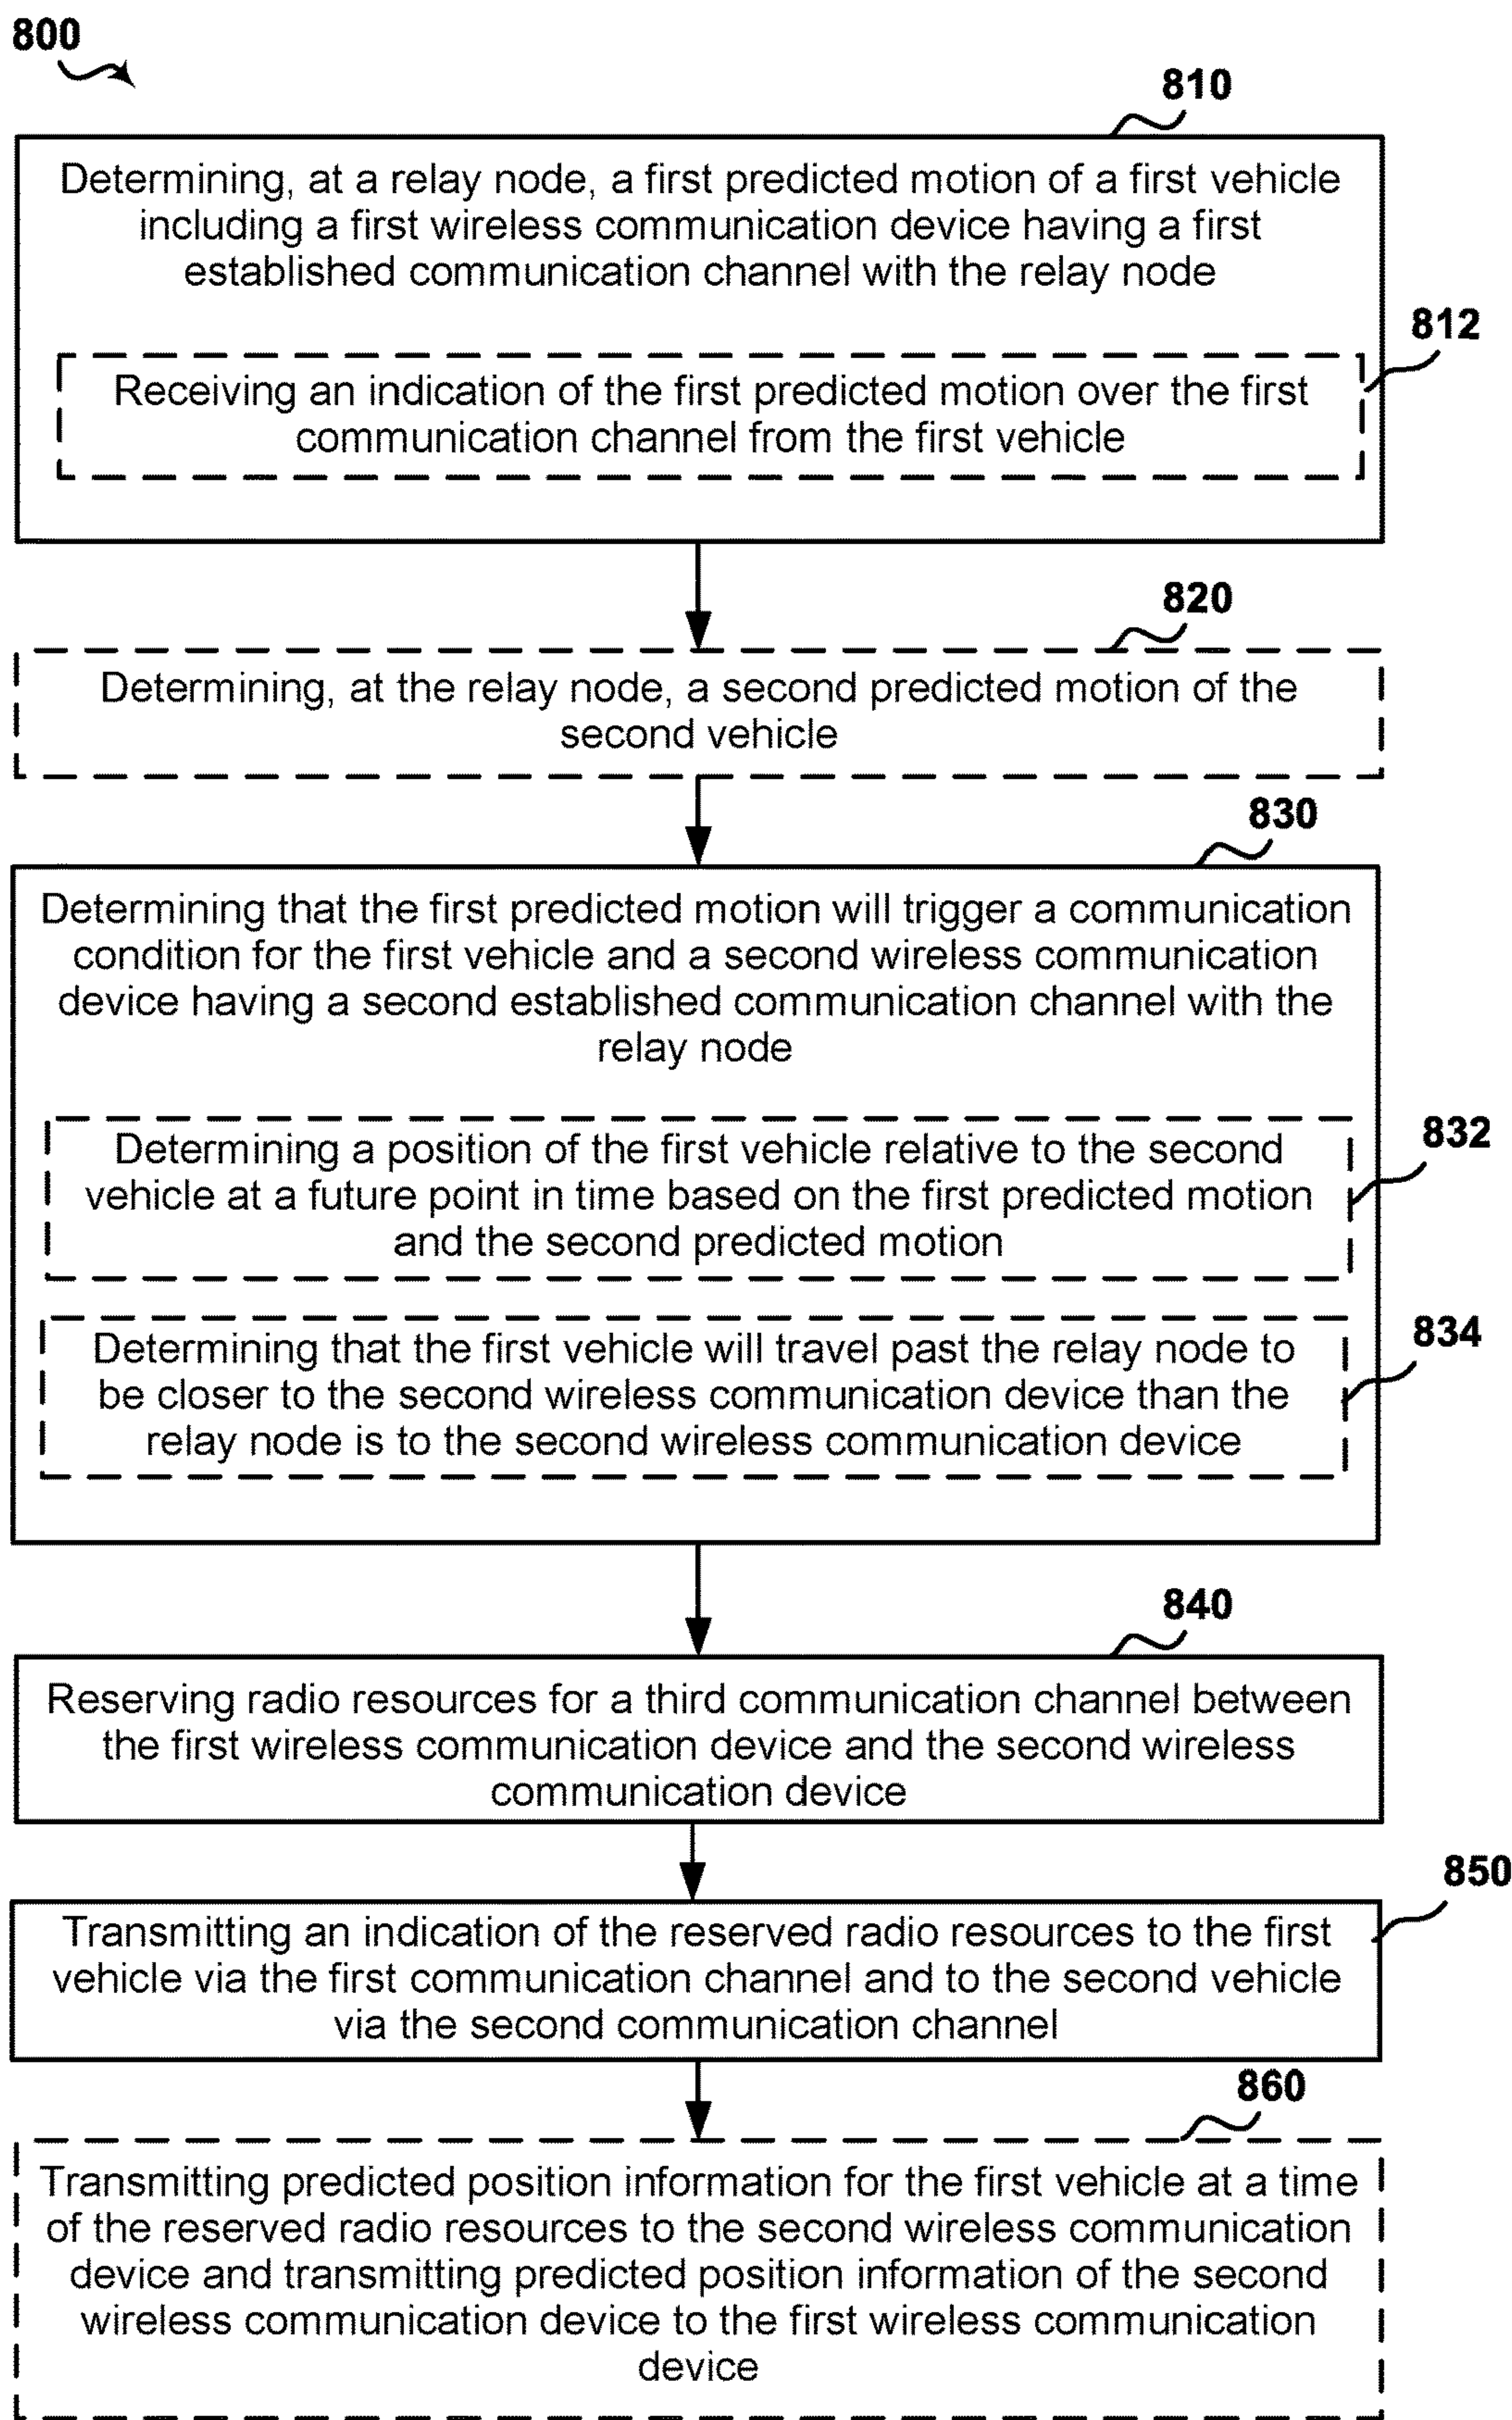 800
810
Determining, at a relay node, a first predicted motion of a first vehicle
including a first wireless communication device having a first
established communication channel with the relay node
812
Receiving an indication of the first predicted motion over the first
communication channel from the first vehicle
820
Determining, at the relay node, a second predicted motion of the
second vehicle
830
Determining that the first predicted motion will trigger a communication
condition for the first vehicle and a second wireless communication
device having a second established communication channel with the
relay node
832
Determining a position of the first vehicle relative to the second
vehicle at a future point in time based on the first predicted motion
and the second predicted motion
834
Determining that the first vehicle will travel past the relay node to
be closer to the second wireless communication device than the
relay node is to the second wireless communication device
840
Reserving radio resources for a third communication channel between
the first wireless communication device and the second wireless
communication device
850
Transmitting an indication of the reserved radio resources to the first
vehicle via the first communication channel and to the second vehicle
via the second communication channel
860
Transmitting predicted position information for the first vehicle at a time
of the reserved radio resources to the second wireless communication
device and transmitting predicted position information of the second
wireless communication device to the first wireless communication
device